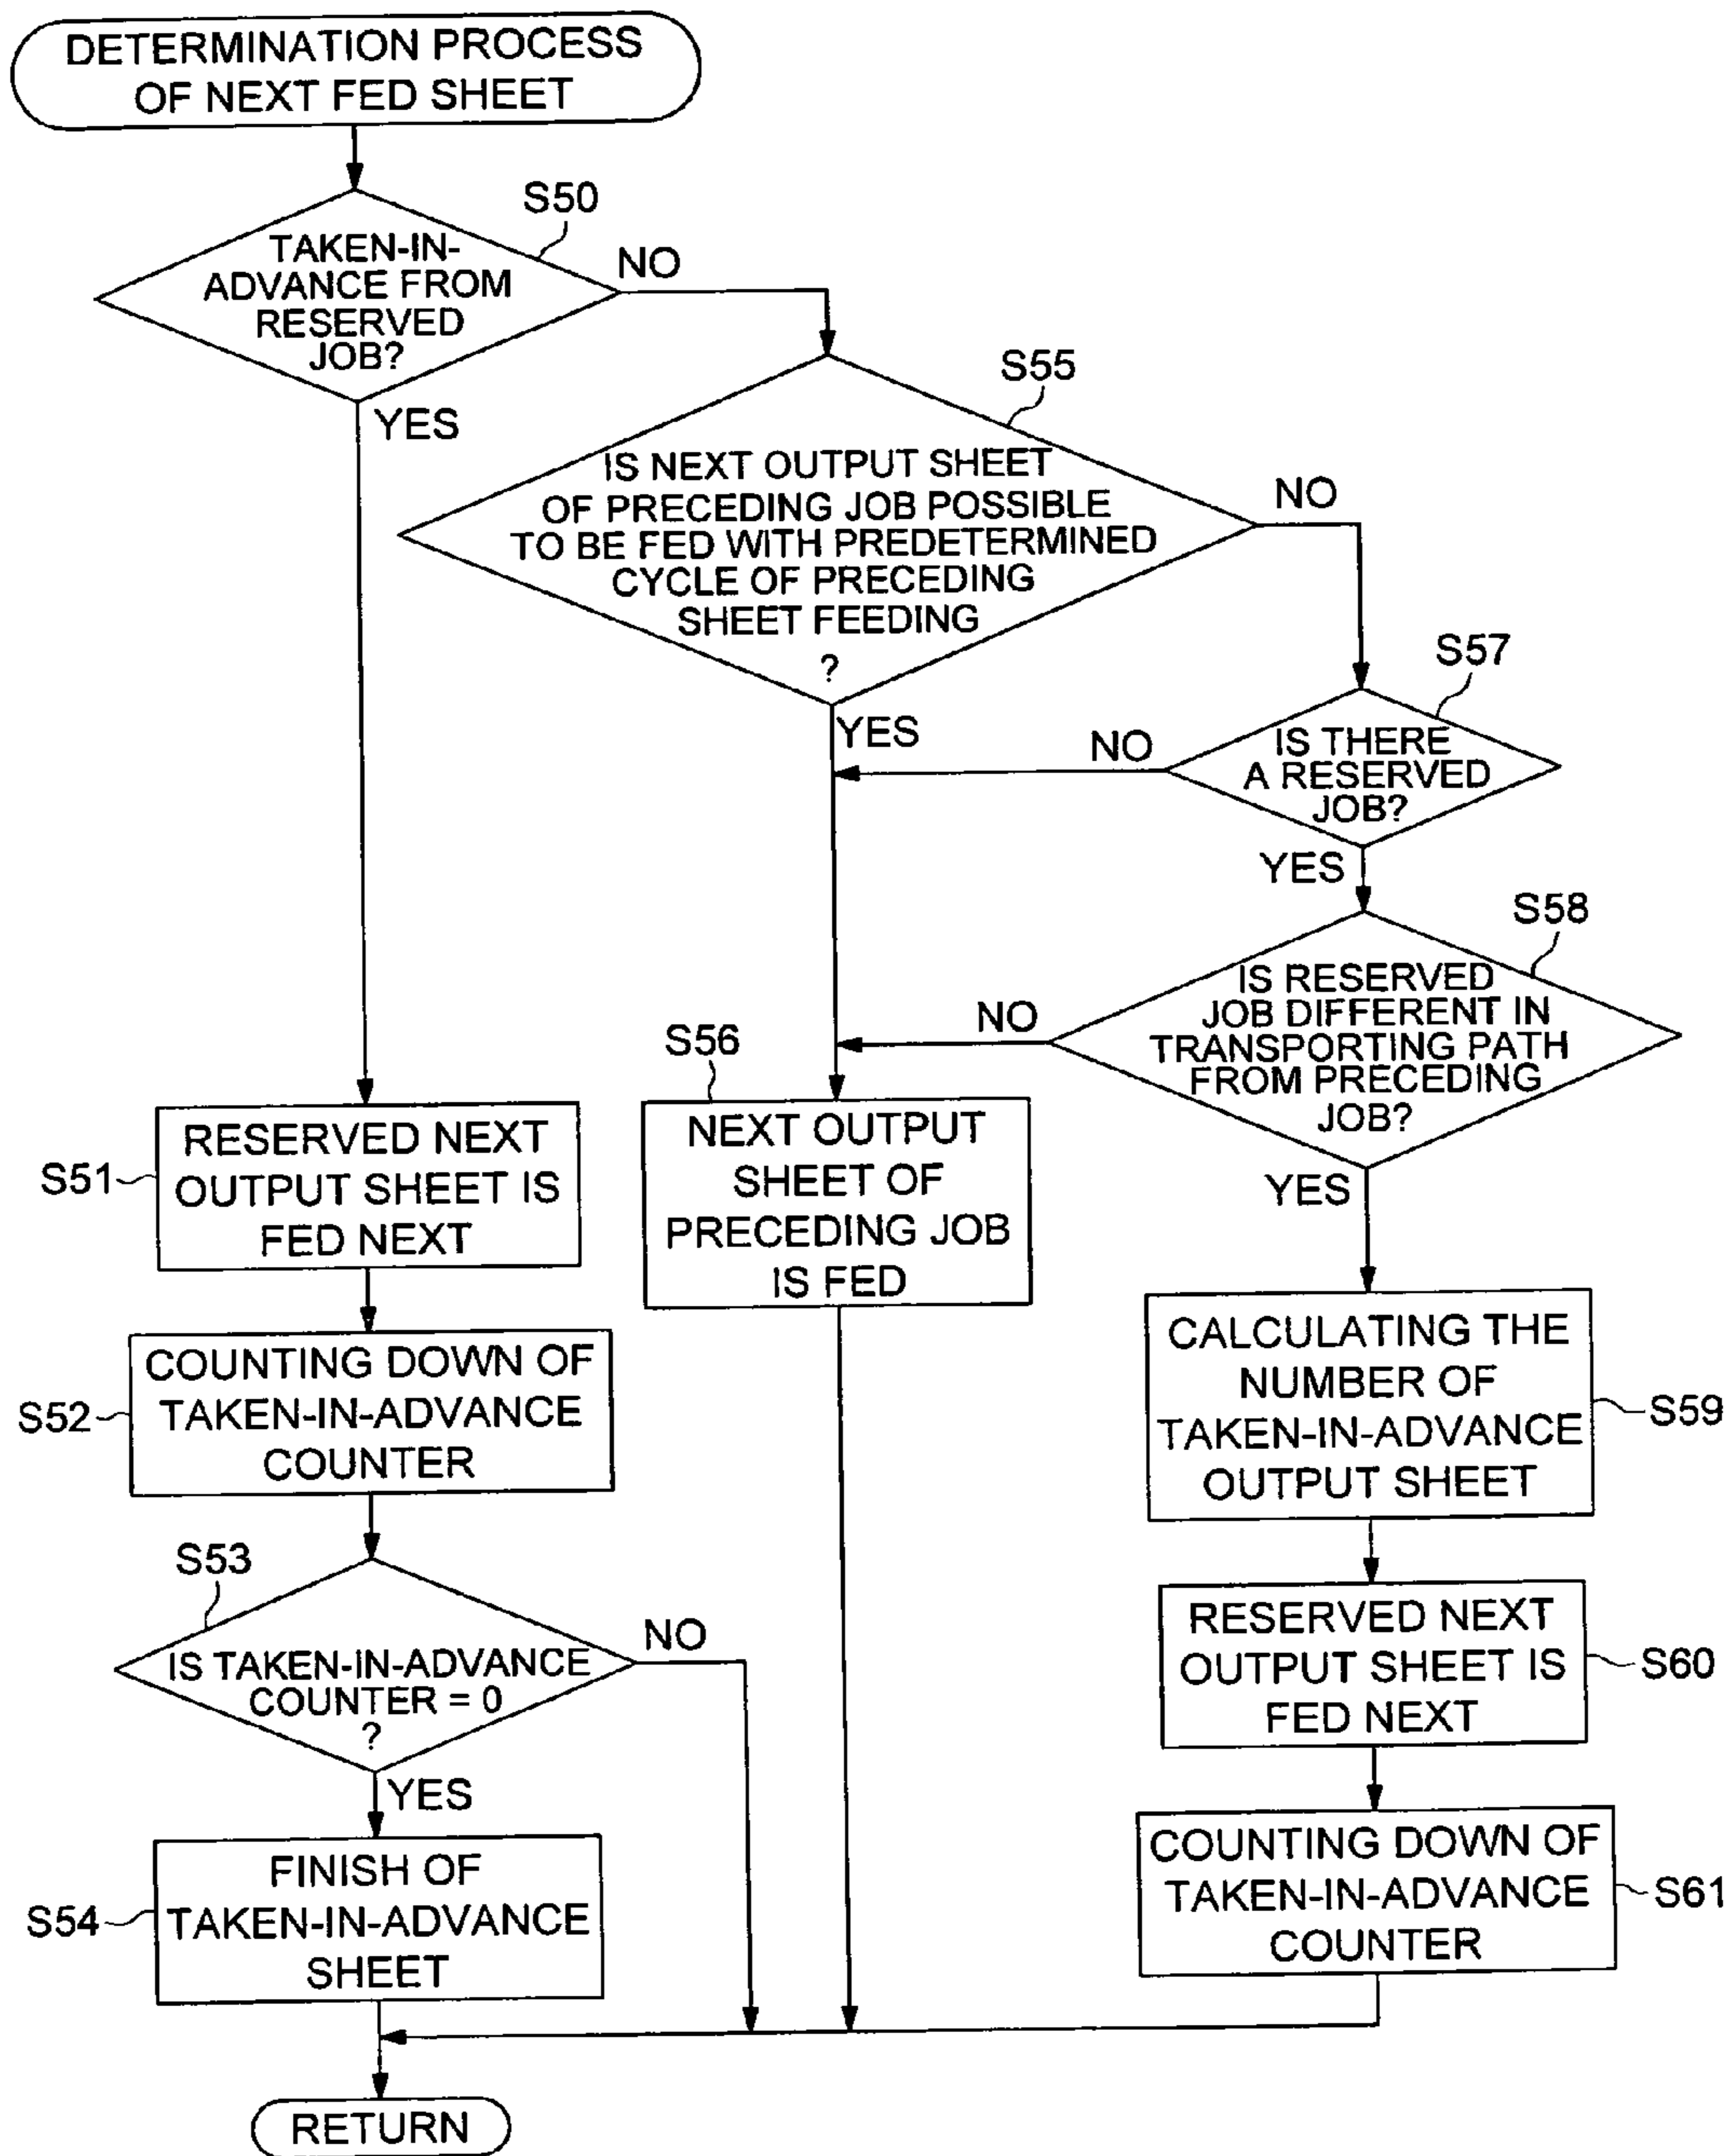 DETERMINATION PROCESS
OF NEXT FED SHEET
S50
TAKEN-IN-
ADVANCE FROM
RESERVED
JOB?
NO
YES
S55
IS NEXT OUTPUT SHEET
OF PRECEDING JOB POSSIBLE
TO BE FED WITH PREDETERMINED
CYCLE OF PRECEDING
SHEET FEEDING
?
NO
YES
S57
IS THERE
A RESERVED
JOB?
NO
YES
S58
IS RESERVED
JOB DIFFERENT IN
TRANSPORTING PATH
FROM PRECEDING
JOB?
NO
YES
S51
RESERVED NEXT
OUTPUT SHEET IS
FED NEXT
S56
NEXT OUTPUT
SHEET OF
PRECEDING JOB
IS FED
S52
COUNTING DOWN OF
TAKEN-IN-ADVANCE
COUNTER
S59
CALCULATING THE
NUMBER OF
TAKEN-IN-ADVANCE
OUTPUT SHEET
S53
IS TAKEN-IN-ADVANCE
COUNTER = 0
?
NO
YES
S60
RESERVED NEXT
OUTPUT SHEET IS
FED NEXT
S54
FINISH OF
TAKEN-IN-ADVANCE
SHEET
S61
COUNTING DOWN OF
TAKEN-IN-ADVANCE
COUNTER
RETURN